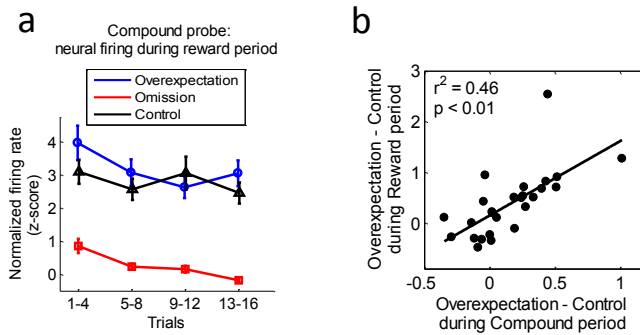 a
Compound probe:
neural firing during reward period
Overexpectation
Omission
Control
Normalized firing rate
(z-score)
4
3
2
1
0
1-4
5-8
9-12
13-16
Trials
b
r² = 0.46
p < 0.01
Overexpectation - Control
during Reward period
3
2
1
0
-0.5
0
0.5
1
Overexpectation - Control
during Compound period